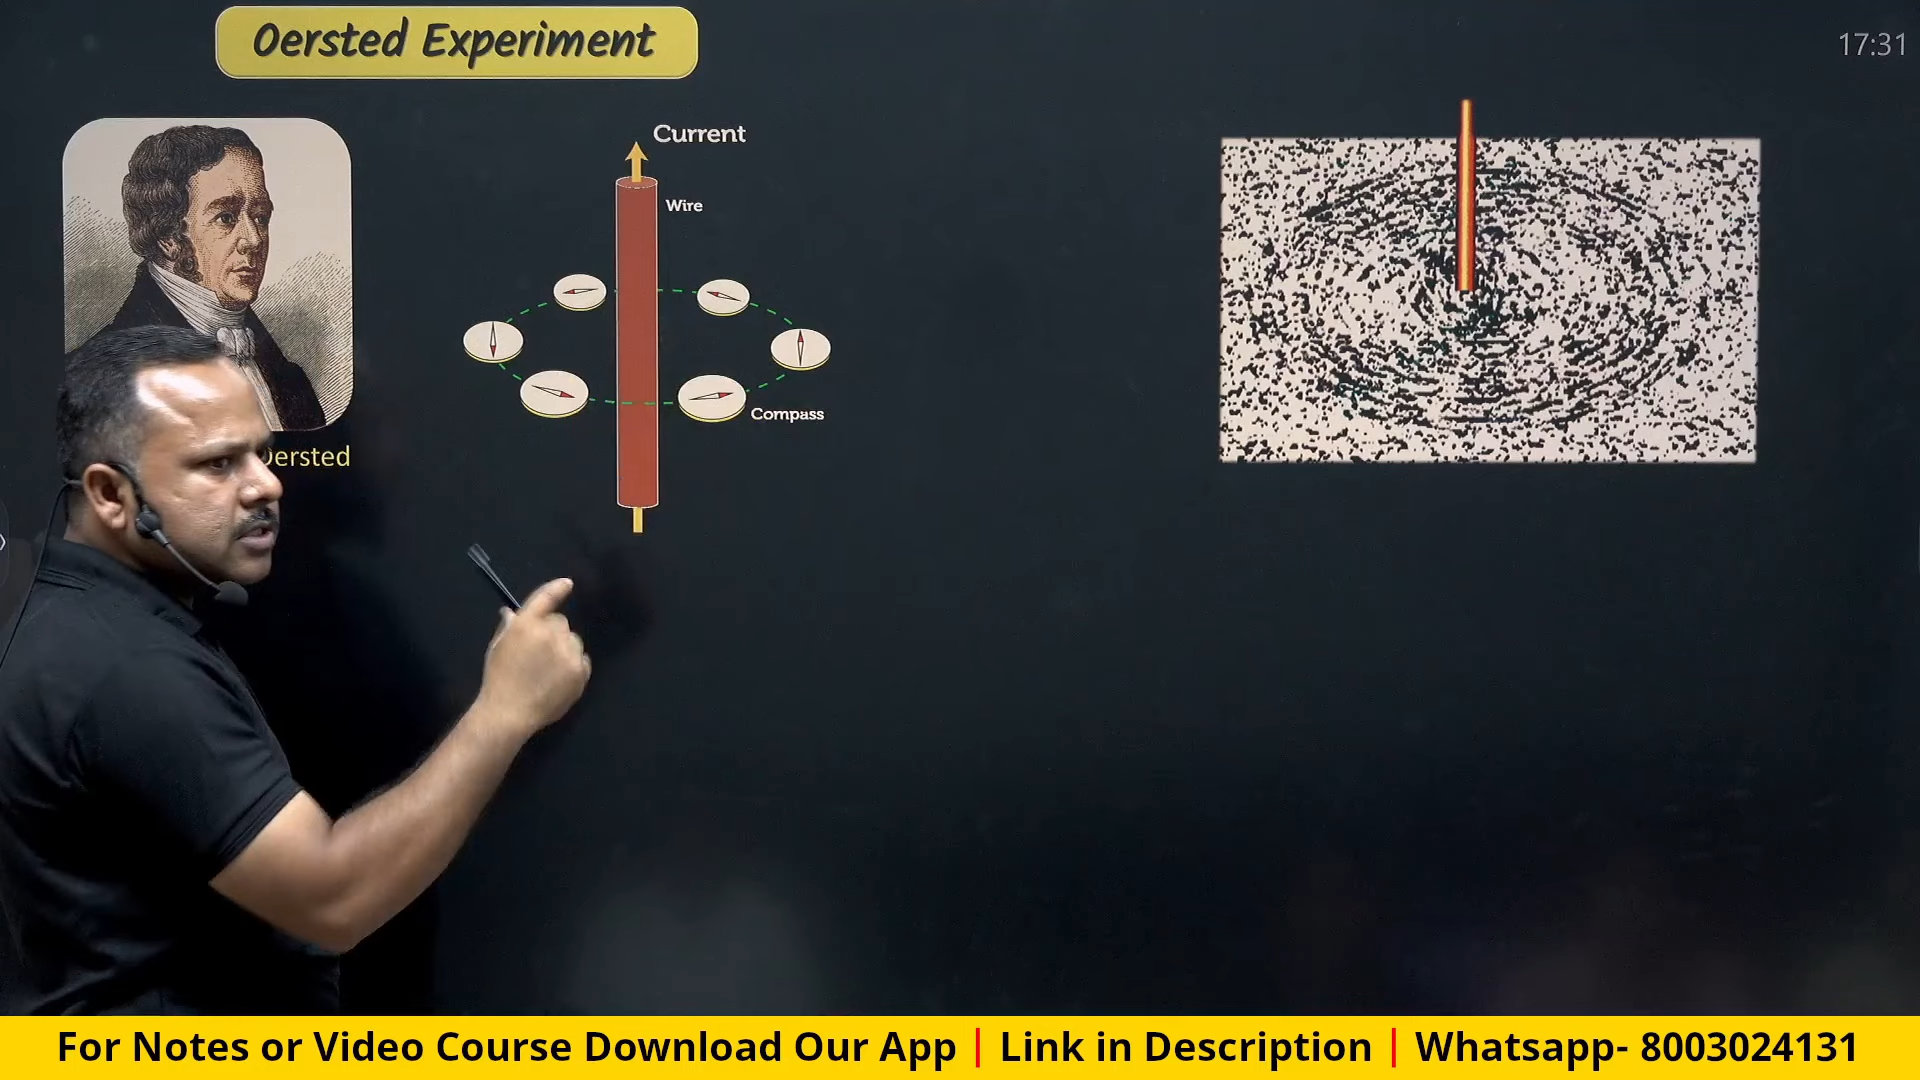 Oersted Experiment
17:31
Current
Wire
Compass
Oersted
For Notes or Video Course Download Our App | Link in Description | Whatsapp- 8003024131